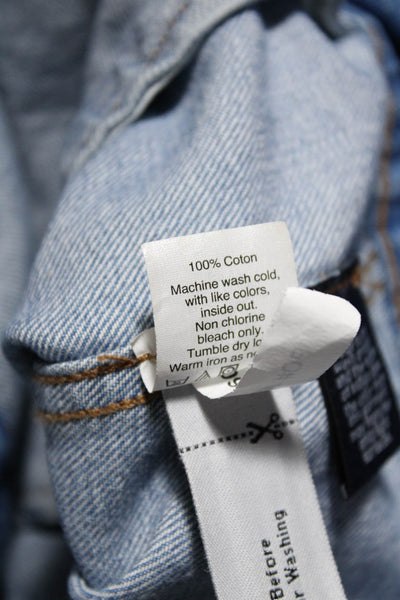 100% Coton
Machine wash cold,
with like colors,
inside out.
Non chlorine
bleach only.
Tumble dry
Warm iron as
Before
Washing